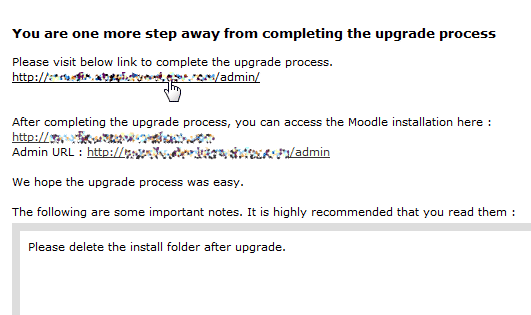 You are one more step away from completing the upgrade process
Please visit below link to complete the upgrade process.
http:// /admin/
After completing the upgrade process, you can access the Moodle installation here :
http://
Admin URL : http:// /admin
We hope the upgrade process was easy.
The following are some important notes. It is highly recommended that you read them :
Please delete the install folder after upgrade.